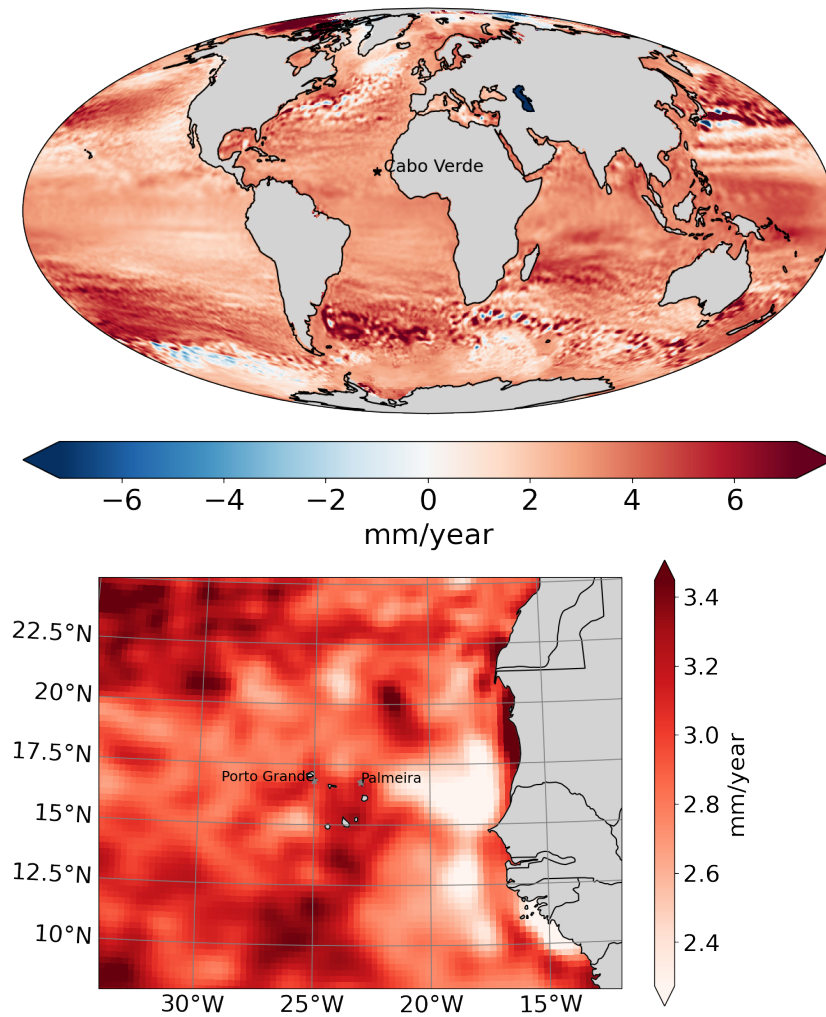 Cabo Verde
−6 −4 −2 0 2 4 6
mm/year
22.5°N
20°N
17.5°N
15°N
12.5°N
10°N
Porto Grande
Palmeira
30°W 25°W 20°W 15°W
3.4
3.2
3.0
2.8
2.6
2.4
mm/year